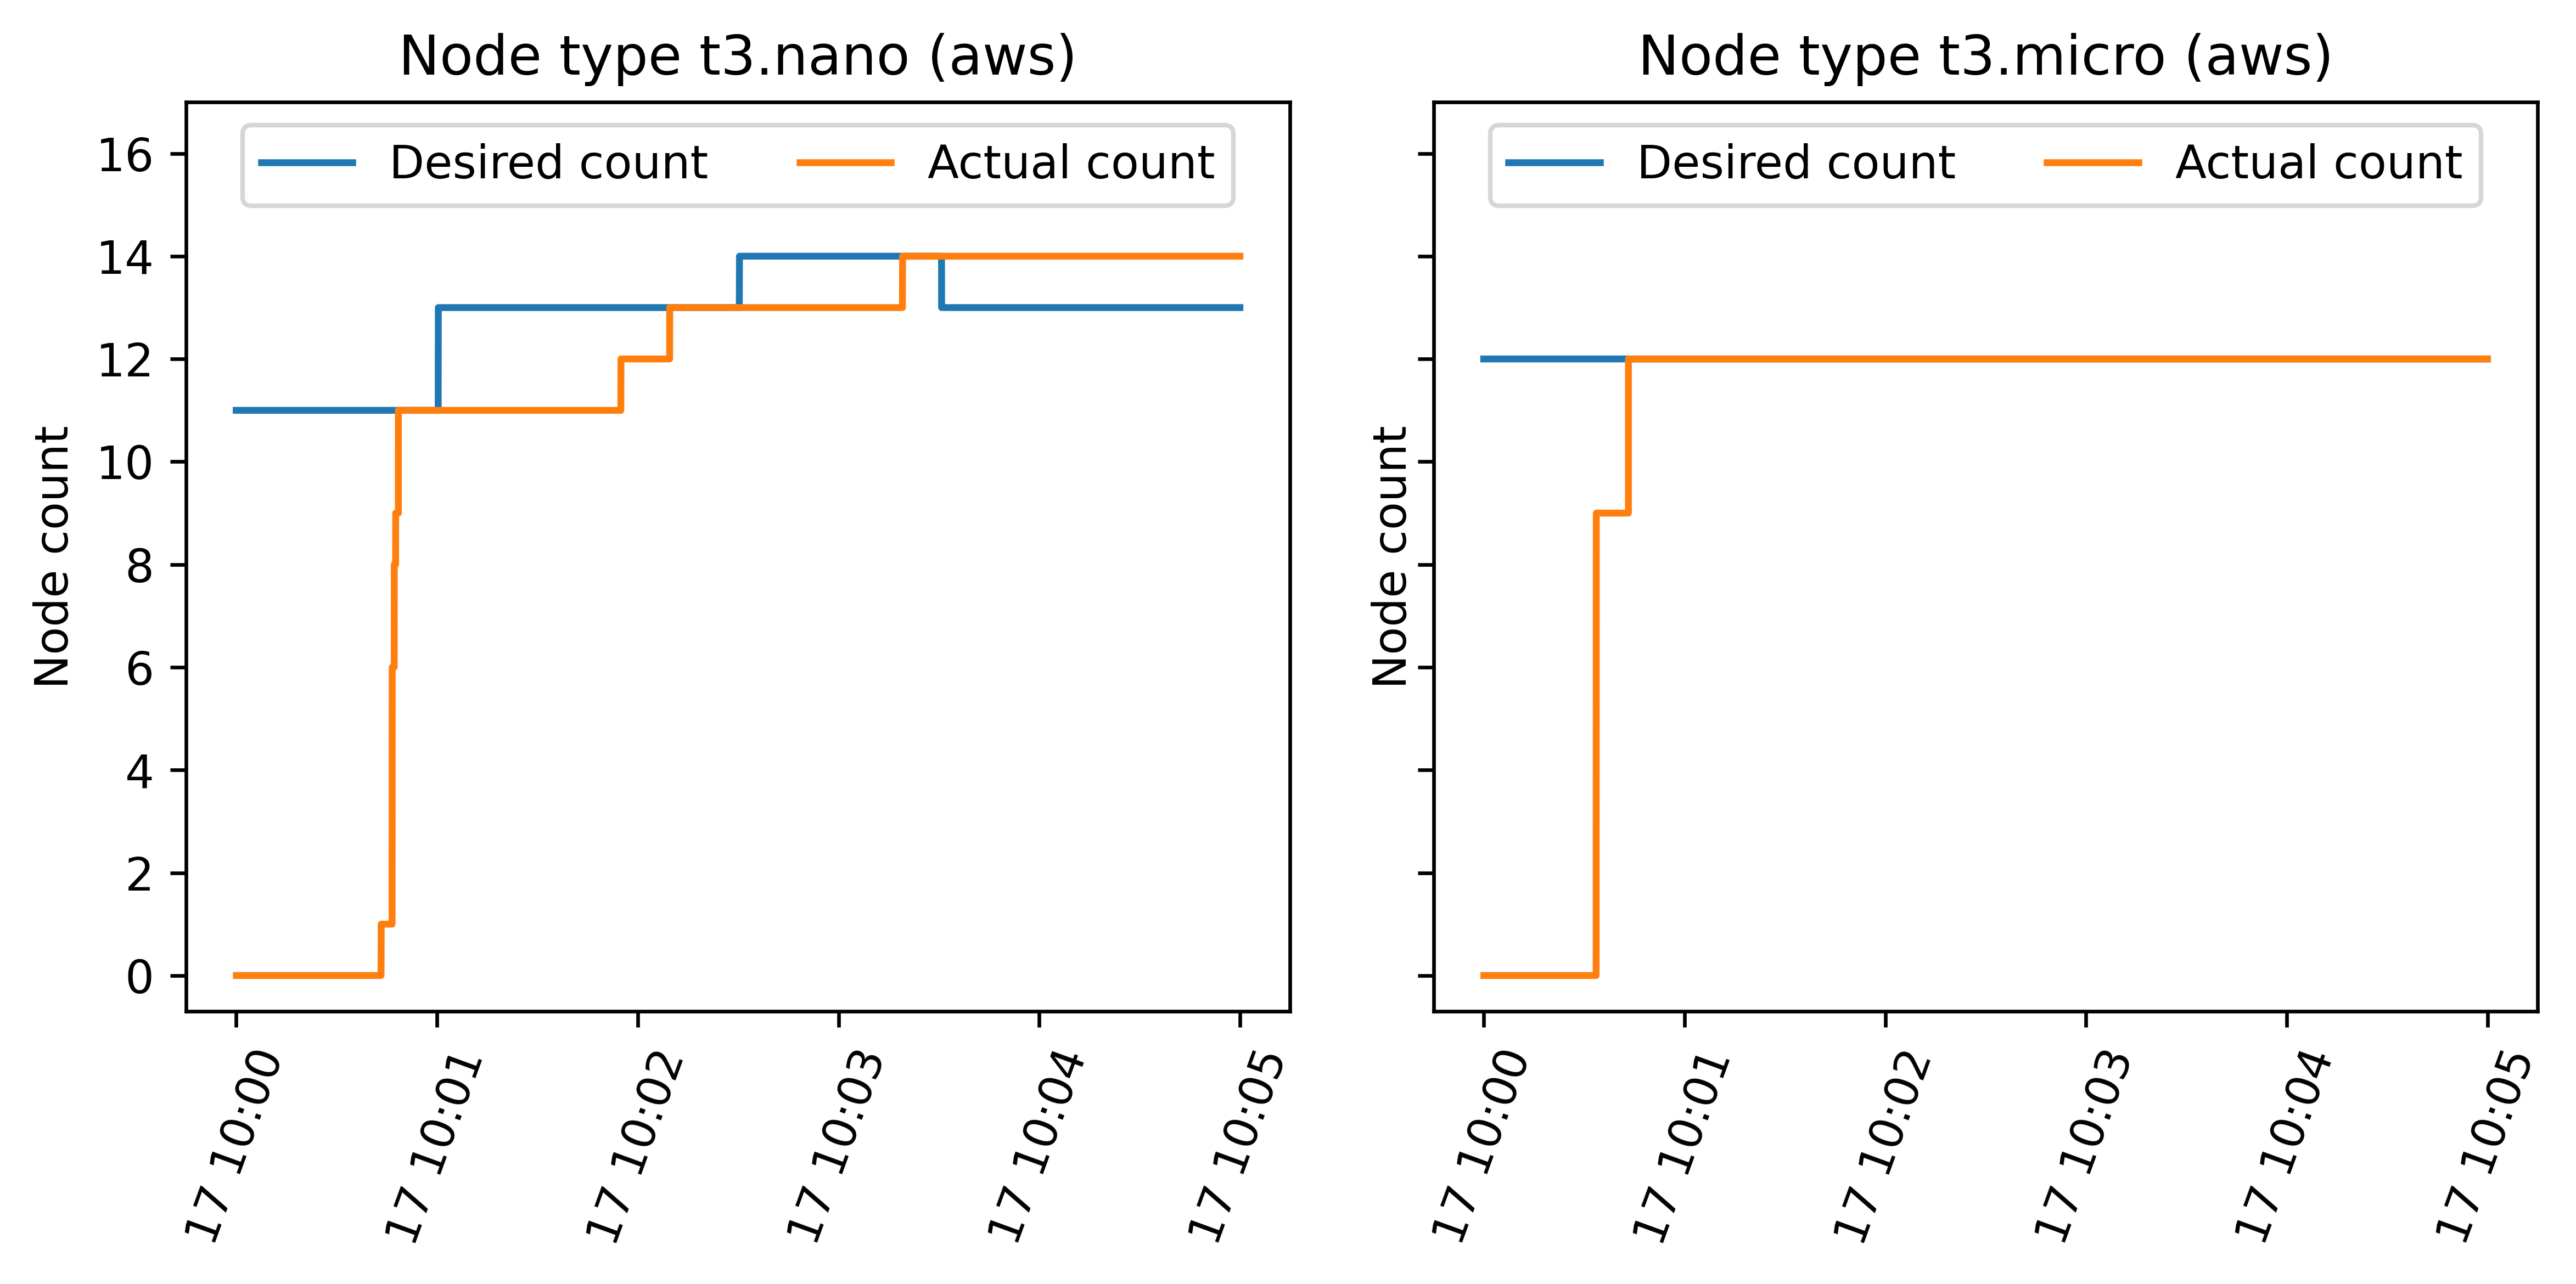 Node type t3.nano (aws)
Desired count
Actual count
Node count
16
14
12
10
8
6
4
2
0
17 10:00
17 10:01
17 10:02
17 10:03
17 10:04
17 10:05
Node type t3.micro (aws)
Desired count
Actual count
Node count
17 10:00
17 10:01
17 10:02
17 10:03
17 10:04
17 10:05